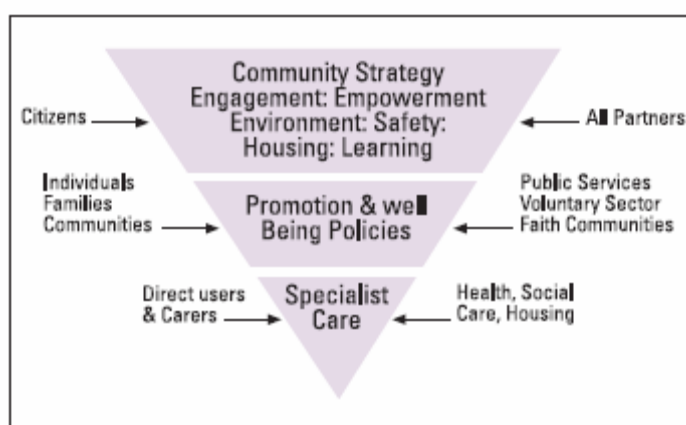 Community Strategy
Engagement: Empowerment
Environment: Safety:
Housing: Learning
Citizens
All Partners
Individuals
Families
Communities
Promotion & well
Being Policies
Public Services
Voluntary Sector
Faith Communities
Direct users
& Carers
Specialist
Care
Health, Social
Care, Housing